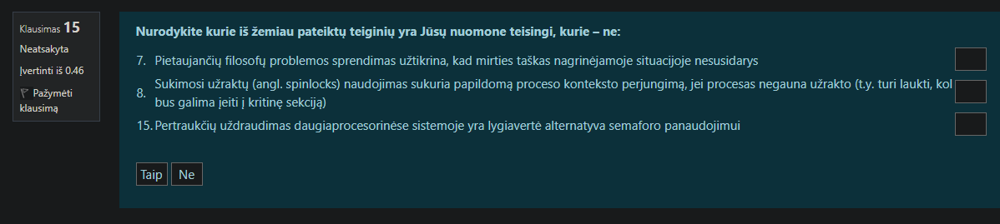 Klausimas 15
Neatsakyta
Įvertinti iš 0.46
Pažymėti
klausimą
Nurodykite kurie iš žemiau pateiktų teiginių yra Jūsų nuomone teisingi, kurie – ne:
7. Pietaujančių filosofų problemos sprendimas užtikrina, kad mirties taškas nagrinėjamoje situacijoje nesusidarys
8. Sukimosi užraktų (angl. spinlocks) naudojimas sukuria papildomą proceso konteksto perjungimą, jei procesas negauna užrakto (t.y. turi laukti, kol
bus galima įeiti į kritinę sekciją)
15. Pertraukčių uždraudimas daugiaprocesorinėse sistemoje yra lygiavertė alternatyva semaforo panaudojimui
Taip Ne